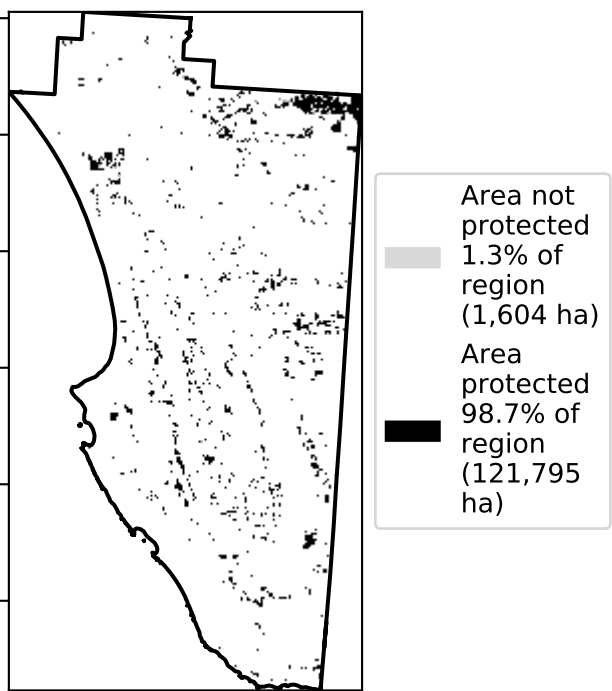 Area not
protected
1.3% of
region
(1,604 ha)
Area
protected
98.7% of
region
(121,795
ha)